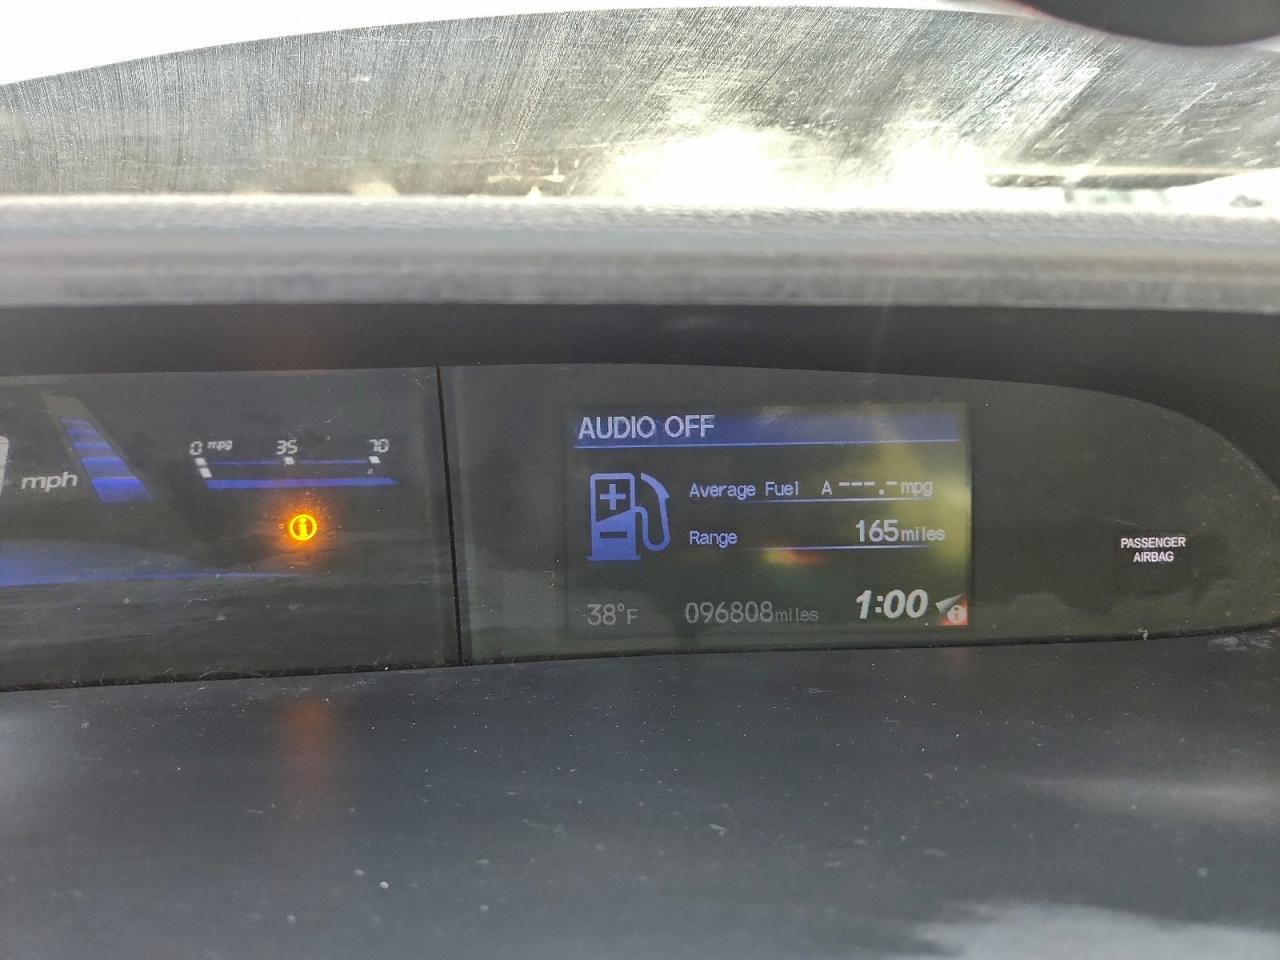 mph
0 mpg 35 70
AUDIO OFF
Average Fuel A ---.- mpg
Range 165 miles
38°F 096808 miles 1:00
PASSENGER
AIRBAG